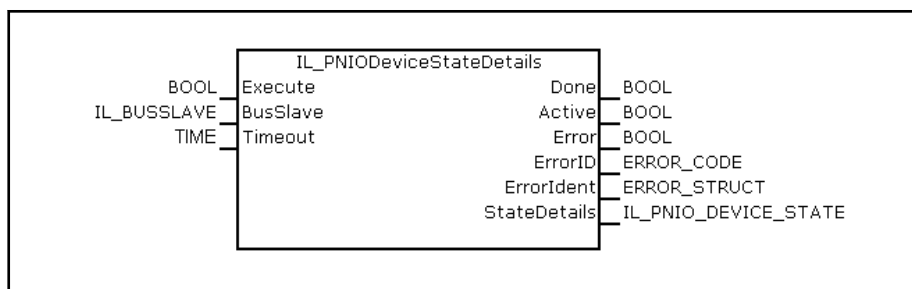 IL_PNIODeviceStateDetails
BOOL Execute Done BOOL
IL_BUSSLAVE BusSlave Active BOOL
TIME Timeout Error BOOL
ErrorID ERROR_CODE
ErrorIdent ERROR_STRUCT
StateDetails IL_PNIO_DEVICE_STATE